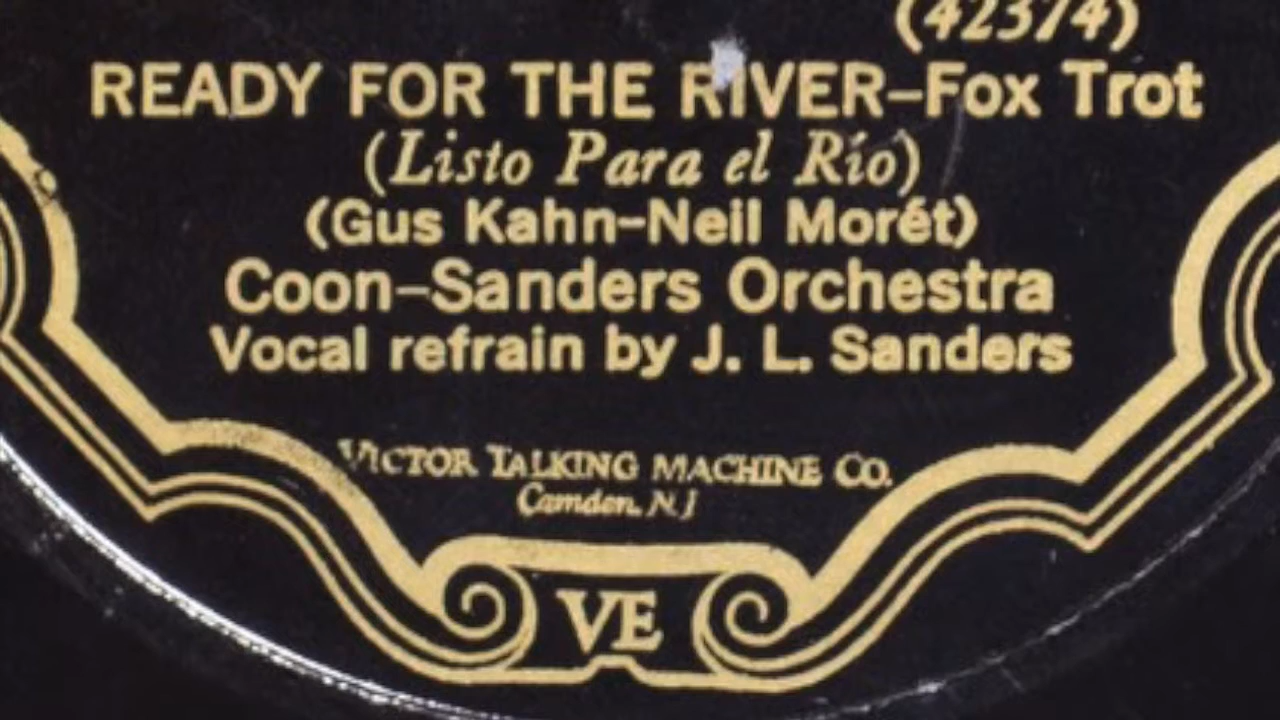 (42374)
READY FOR THE RIVER–Fox Trot
(Listo Para el Río)
(Gus Kahn–Neil Morét)
Coon–Sanders Orchestra
Vocal refrain by J. L. Sanders
VICTOR TALKING MACHINE CO.
Camden, N.J
VE